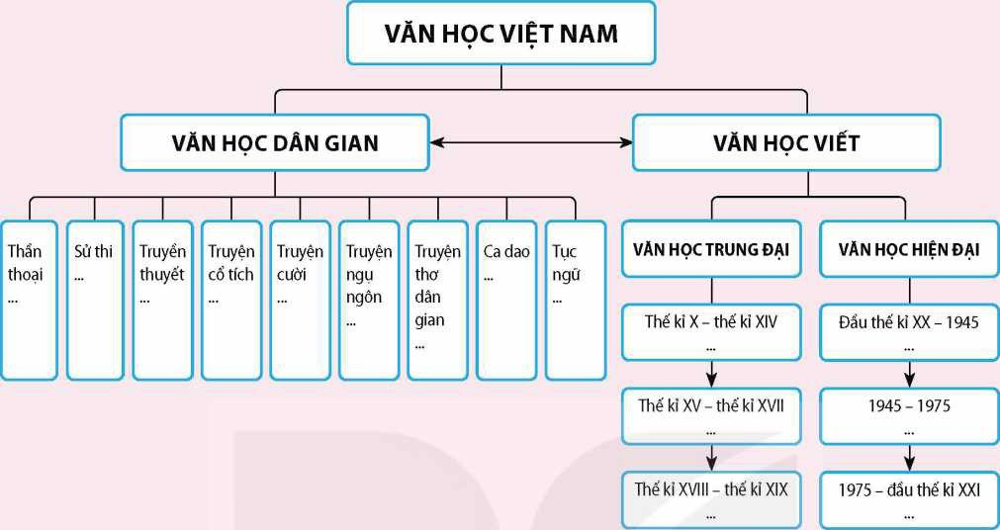 VĂN HỌC VIỆT NAM
VĂN HỌC DÂN GIAN
VĂN HỌC VIẾT
Thần
thoại
...
Sử thi
...
Truyền
thuyết
...
Truyện
cổ tích
...
Truyện
cười
...
Truyện
ngụ
ngôn
...
Truyện
thơ
dân
gian
...
Ca dao
...
Tục
ngữ
...
VĂN HỌC TRUNG ĐẠI
Thế kỉ X – thế kỉ XIV
...
Thế kỉ XV – thế kỉ XVII
...
Thế kỉ XVIII – thế kỉ XIX
...
VĂN HỌC HIỆN ĐẠI
Đầu thế kỉ XX – 1945
...
1945 – 1975
...
1975 – đầu thế kỉ XXI
...